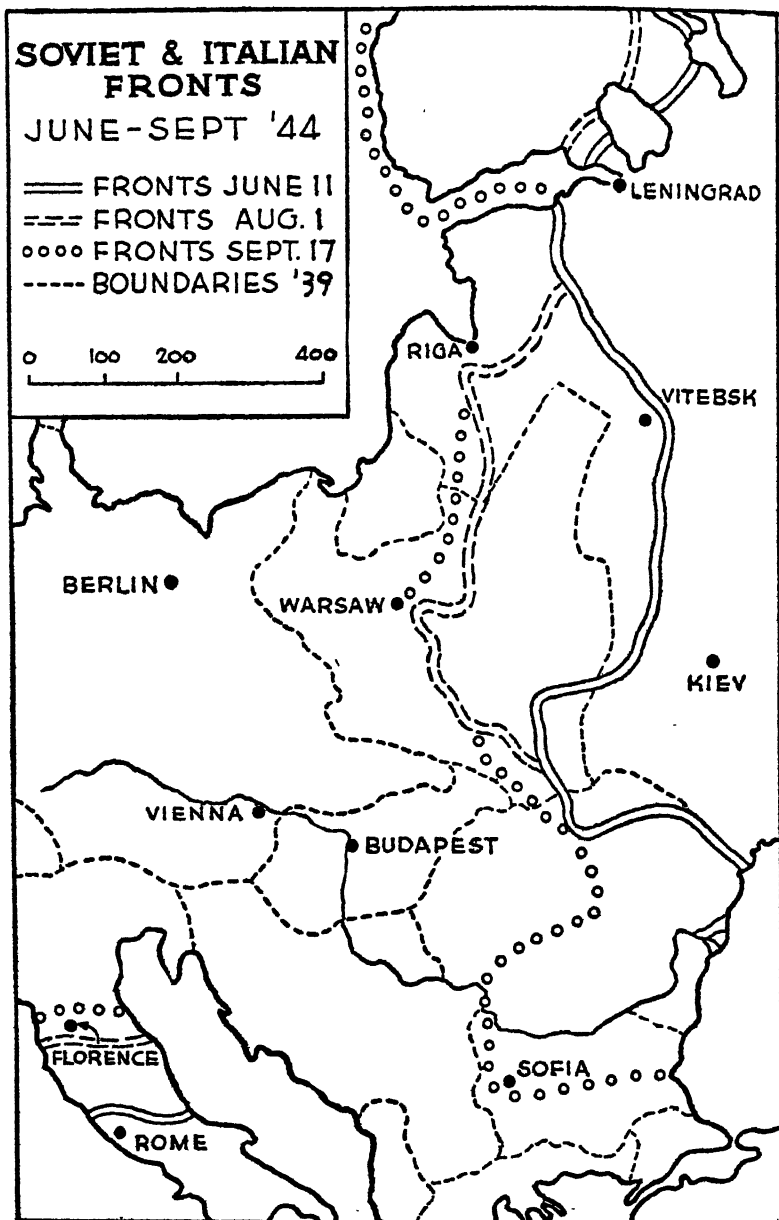 SOVIET & ITALIAN
FRONTS
JUNE-SEPT '44
FRONTS JUNE 11
FRONTS AUG. 1
FRONTS SEPT. 17
BOUNDARIES '39
0 100 200 400
LENINGRAD
RIGA
VITEBSK
BERLIN
WARSAW
KIEV
VIENNA
BUDAPEST
FLORENCE
SOFIA
ROME